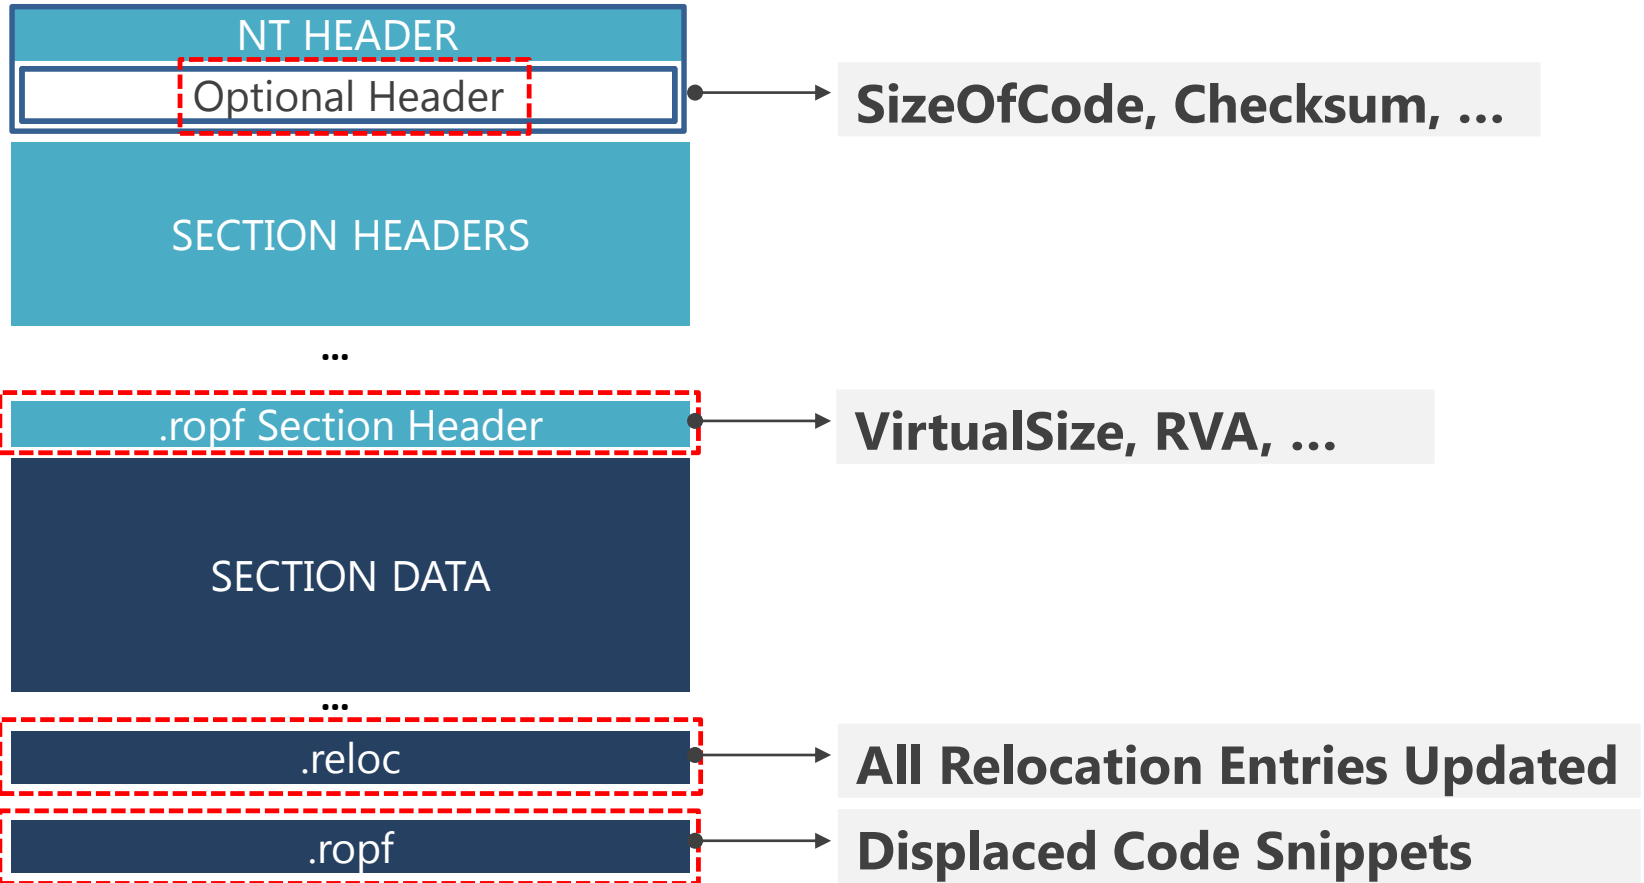 NT HEADER
Optional Header
SizeOfCode, Checksum, ...
SECTION HEADERS
...
.ropf Section Header
VirtualSize, RVA, ...
SECTION DATA
...
.reloc
All Relocation Entries Updated
.ropf
Displaced Code Snippets